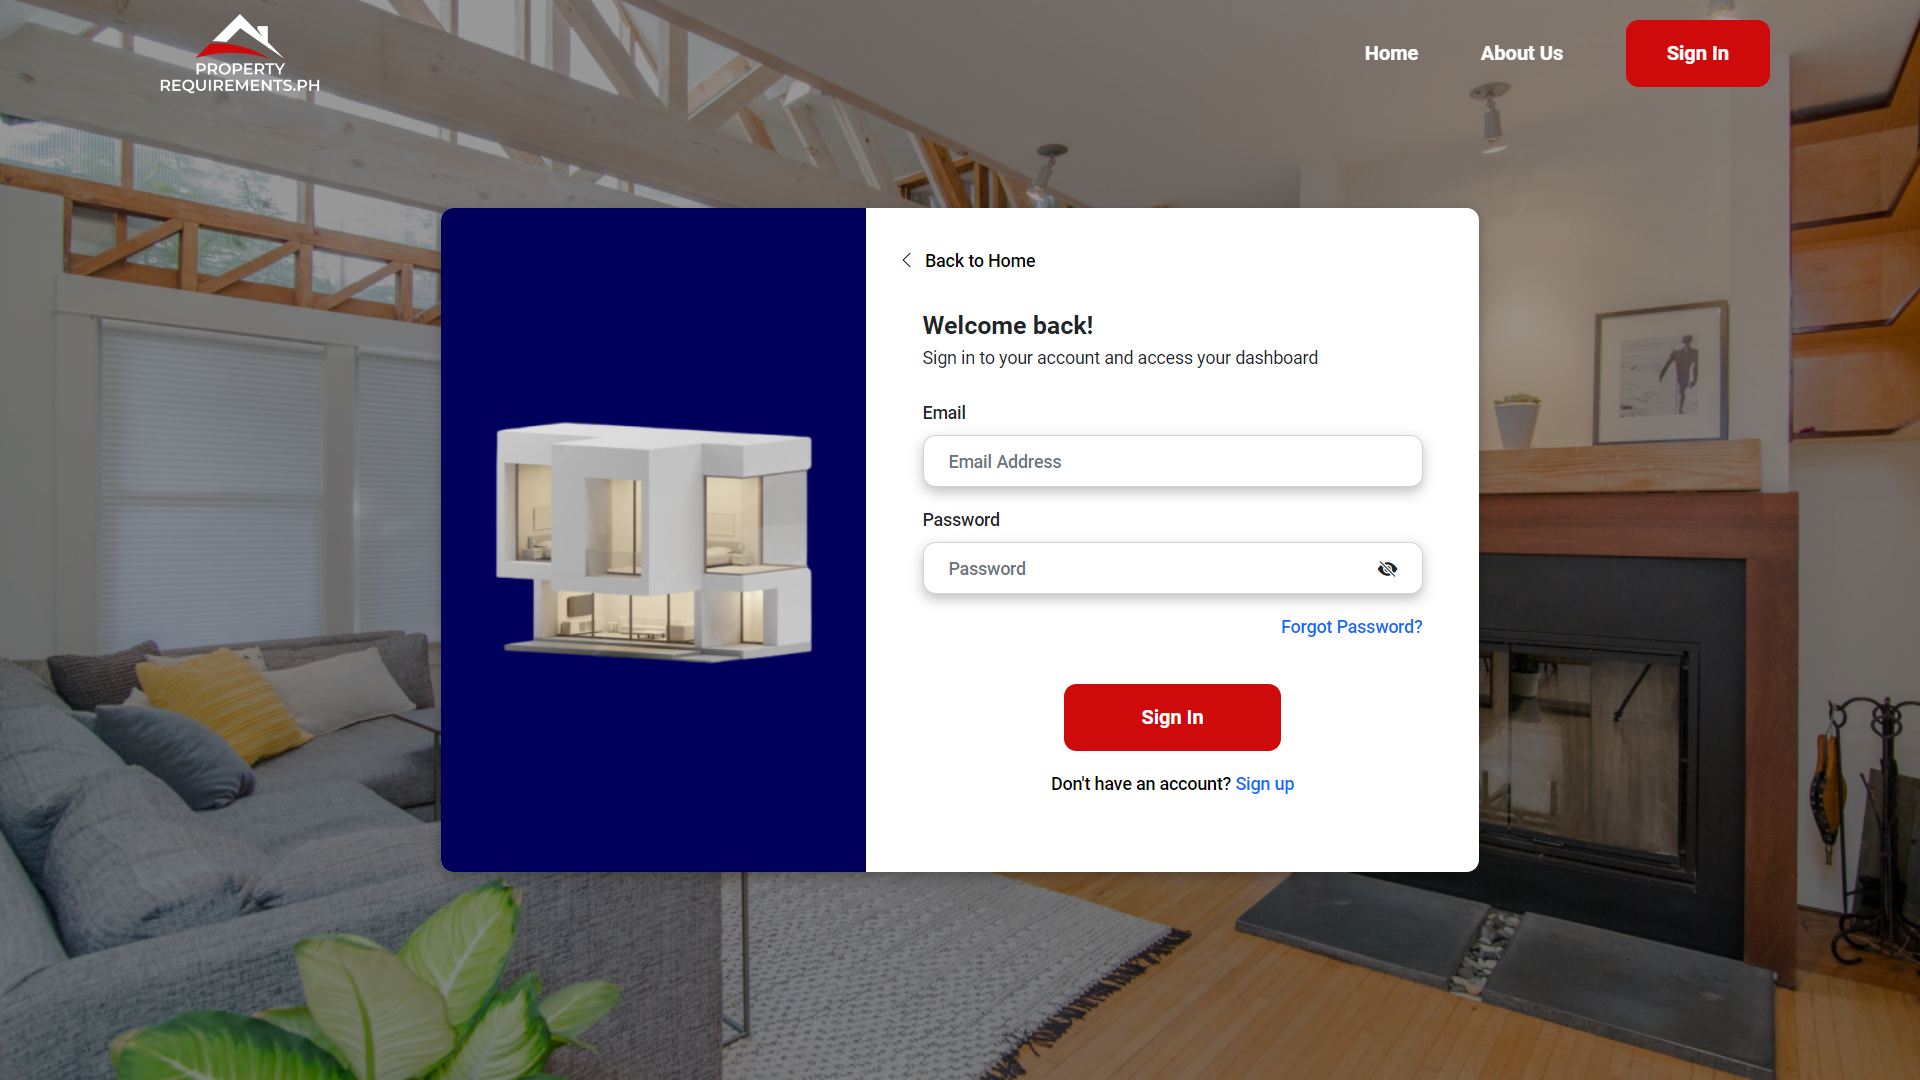 PROPERTY
REQUIREMENTS.PH
Home
About Us
Sign In
Back to Home
Welcome back!
Sign in to your account and access your dashboard
Email
Email Address
Password
Password
Forgot Password?
Sign In
Don't have an account? Sign up